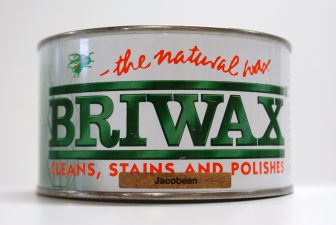 - the natural wax
BRIWAX
CLEANS, STAINS AND POLISHES
Jacobean